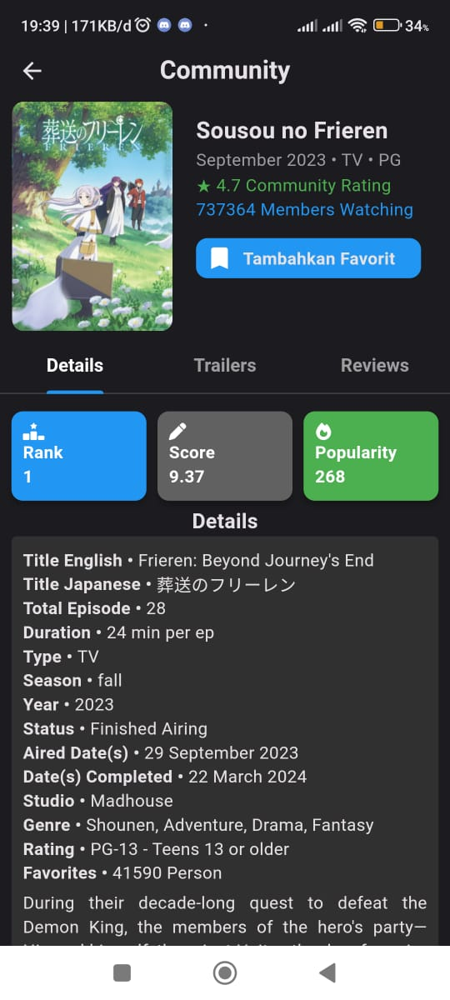 19:39 | 171KB/d
34%
Community
葬送のフリーレン
FRIEREN
Sousou no Frieren
September 2023 • TV • PG
★ 4.7 Community Rating
737364 Members Watching
Tambahkan Favorit
Details Trailers Reviews
Rank Score Popularity
1 9.37 268
Details
Title English • Frieren: Beyond Journey's End
Title Japanese • 葬送のフリーレン
Total Episode • 28
Duration • 24 min per ep
Type • TV
Season • fall
Year • 2023
Status • Finished Airing
Aired Date(s) • 29 September 2023
Date(s) Completed • 22 March 2024
Studio • Madhouse
Genre • Shounen, Adventure, Drama, Fantasy
Rating • PG-13 - Teens 13 or older
Favorites • 41590 Person
During their decade-long quest to defeat the
Demon King, the members of the hero's party—